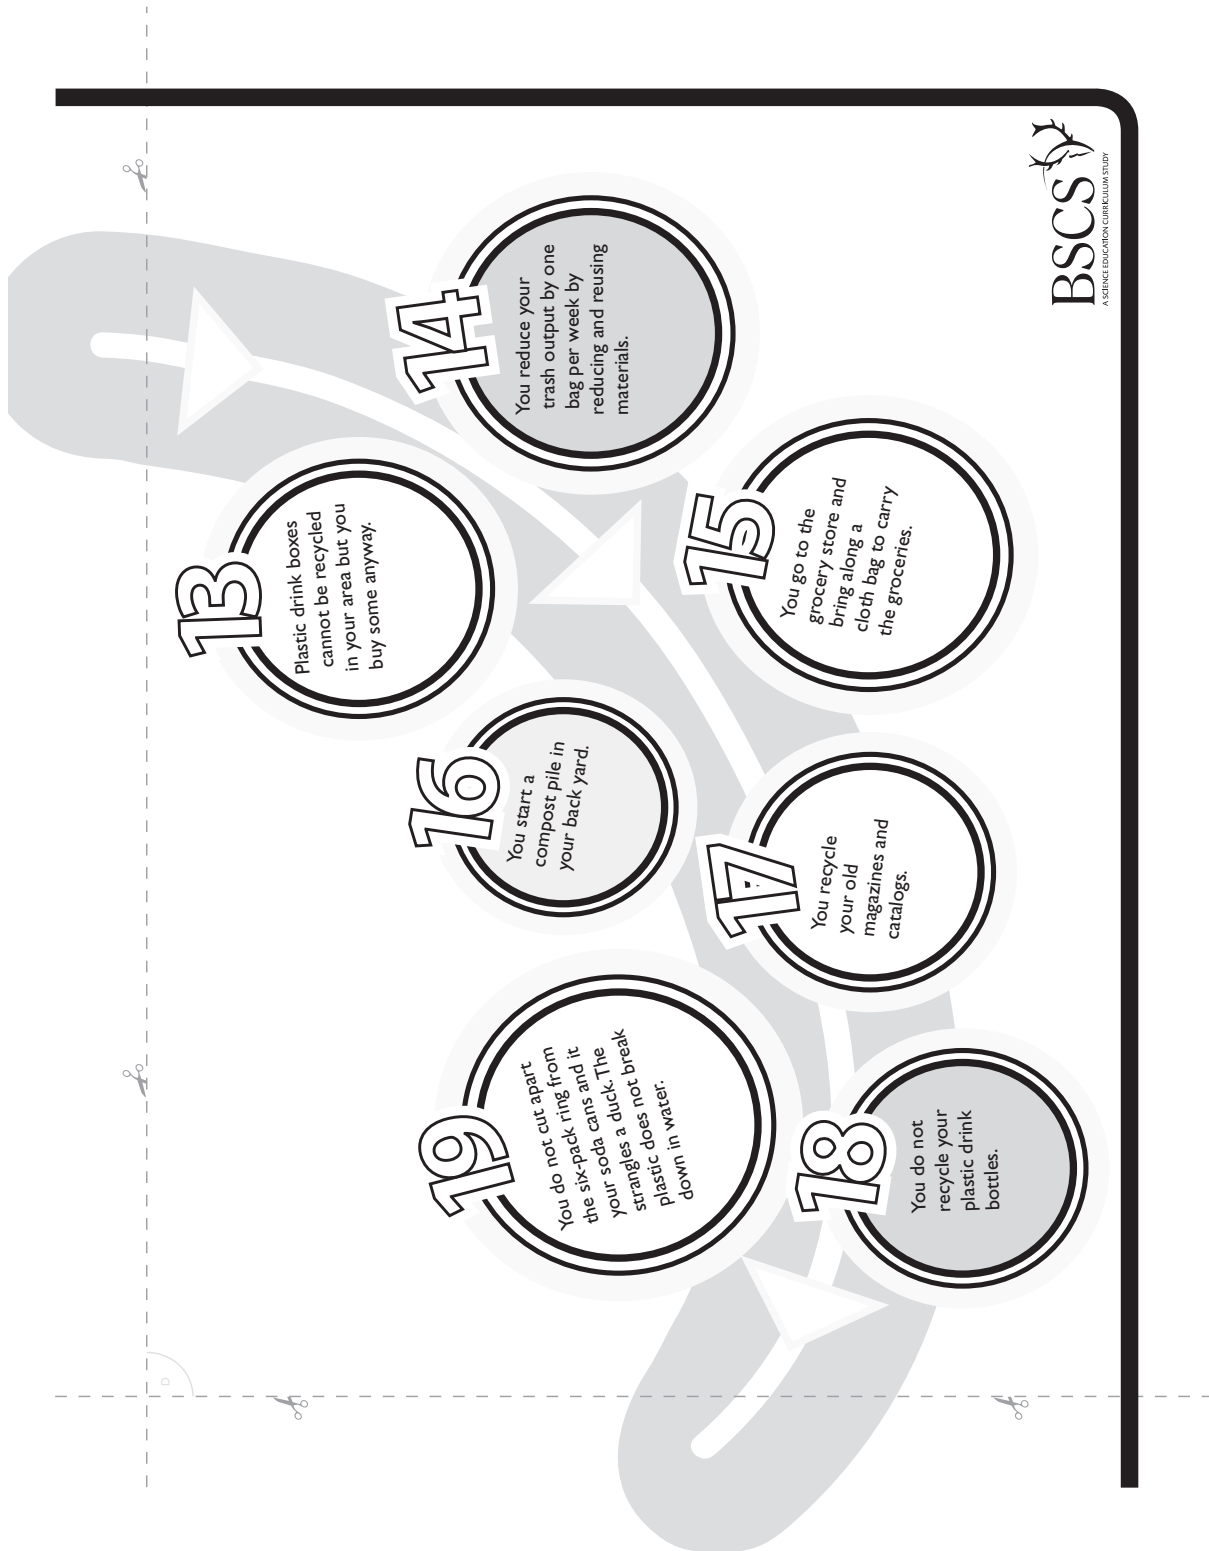 13
Plastic drink boxes
cannot be recycled
in your area but you
buy some anyway.
14
You reduce your
trash output by one
bag per week by
reducing and reusing
materials.
15
You go to the
grocery store and
bring along a
cloth bag to carry
the groceries.
16
You start a
compost pile in
your back yard.
17
You recycle
your old
magazines and
catalogs.
18
You do not
recycle your
plastic drink
bottles.
19
You do not cut apart
the six-pack ring from
your soda cans and it
strangles a duck. The
plastic does not break
down in water.
BSCS
A SCIENCE EDUCATION CURRICULUM STUDY
D